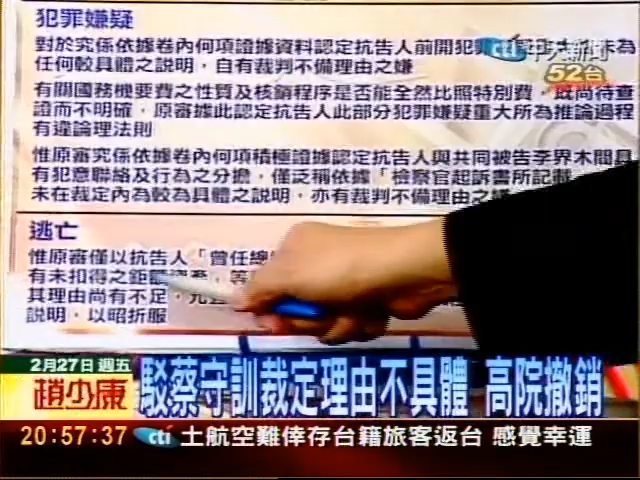 犯罪嫌疑
對於究係依據卷內何項證據資料認定抗告人前開犯 未為
任何較具體之說明，自有裁判不備理由之嫌
cti 中天新聞
52台
有關國務機要費之性質及核銷程序是否能全然比照特別費，既尚待查
證而不明確，原審據此認定抗告人此部分犯罪嫌疑重大所為推論過程
有違論理法則
惟原審究係依據卷內何項積極證據認定抗告人與共同被告李界木間具
有犯意聯絡及行為之分擔，僅泛稱依據「檢察官起訴書所記載
未在裁定內為較為具體之說明，亦有裁判不備理由之嫌
逃亡
惟原審僅以抗告人「曾任總
有未扣得之鉅額資產，等
其理由尚有不足，
說明，以昭折服
2月27日 週五
趙少康
駁蔡守訓裁定理由不具體 高院撤銷
20:57:37 cti 土航空難倖存台籍旅客返台 感覺幸運